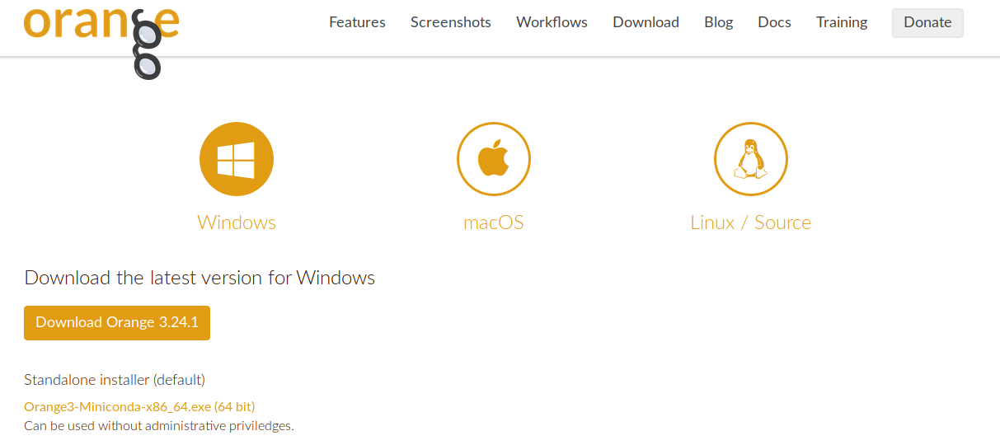 orange
Features Screenshots Workflows Download Blog Docs Training Donate
Windows macOS Linux / Source
Download the latest version for Windows
Download Orange 3.24.1
Standalone installer (default)
Orange3-Miniconda-x86_64.exe (64 bit)
Can be used without administrative priviledges.